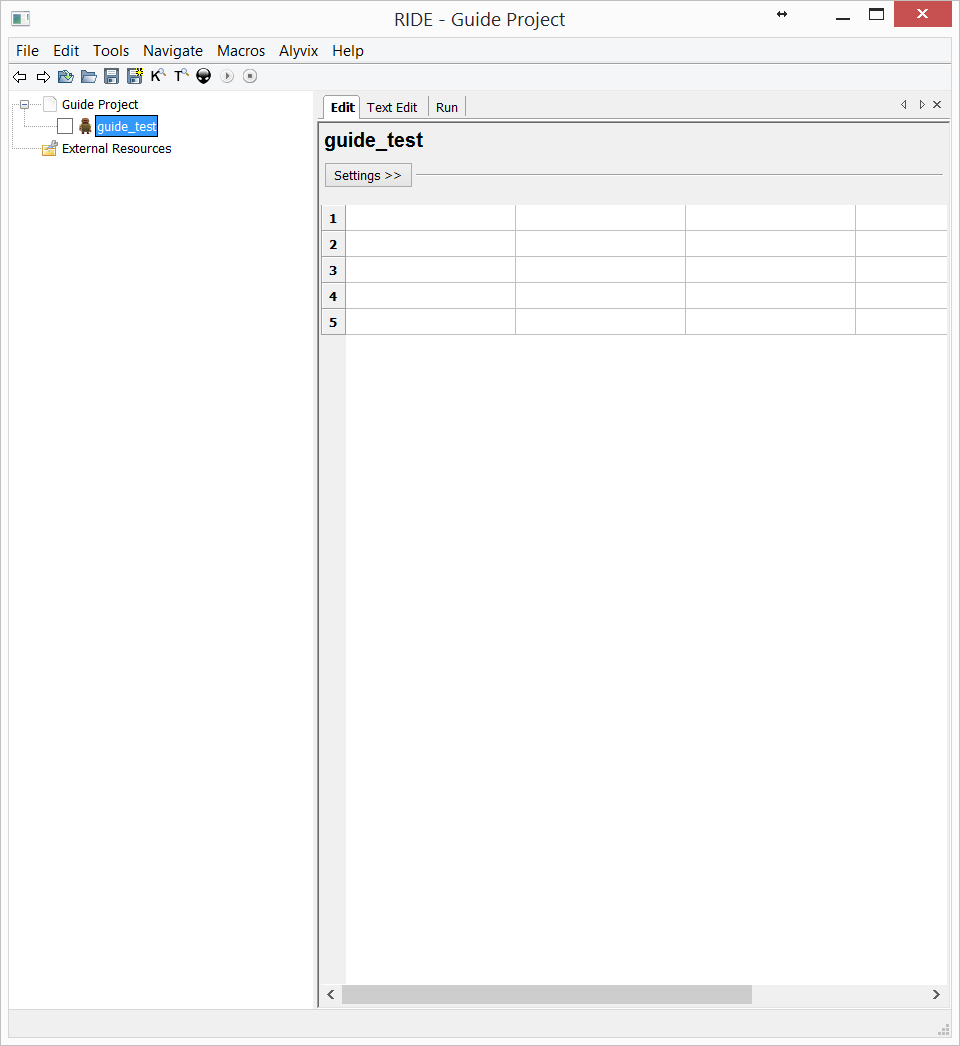 RIDE - Guide Project
File Edit Tools Navigate Macros Alyvix Help
K T
Guide Project
guide_test
External Resources
Edit Text Edit Run
guide_test
Settings >>
1
2
3
4
5